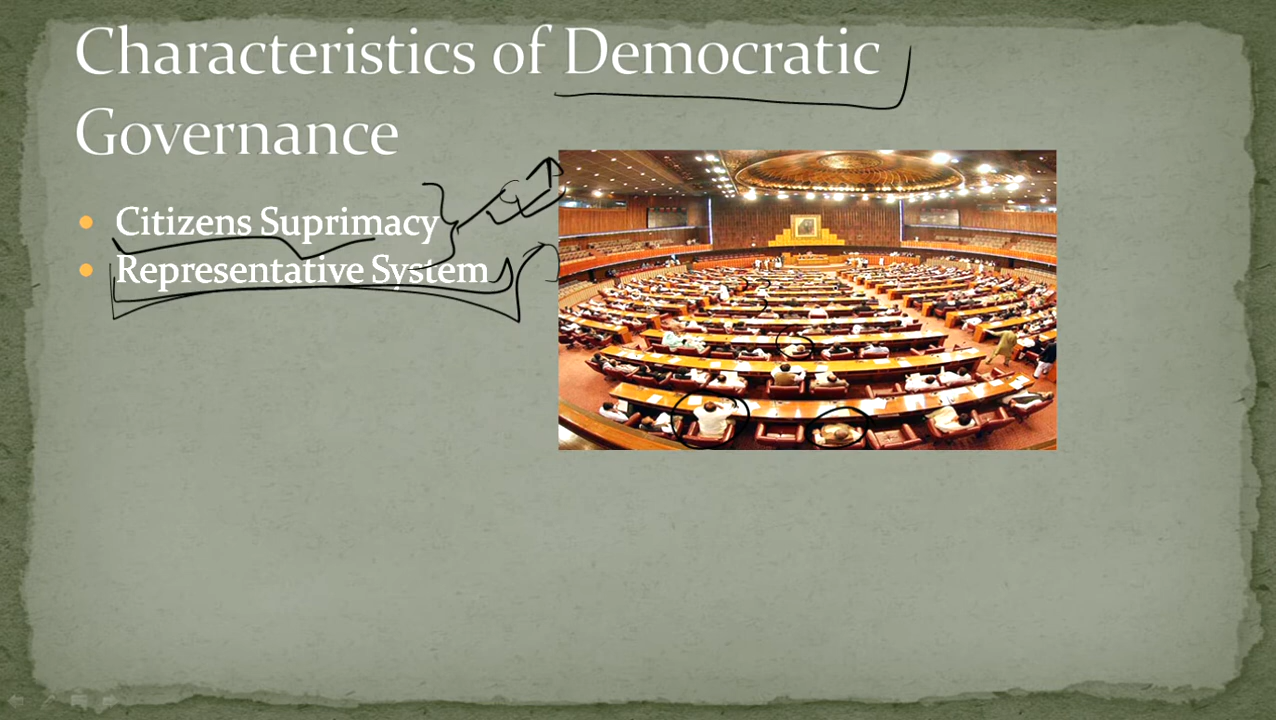 Characteristics of Democratic
Governance
Citizens Suprimacy
Representative System